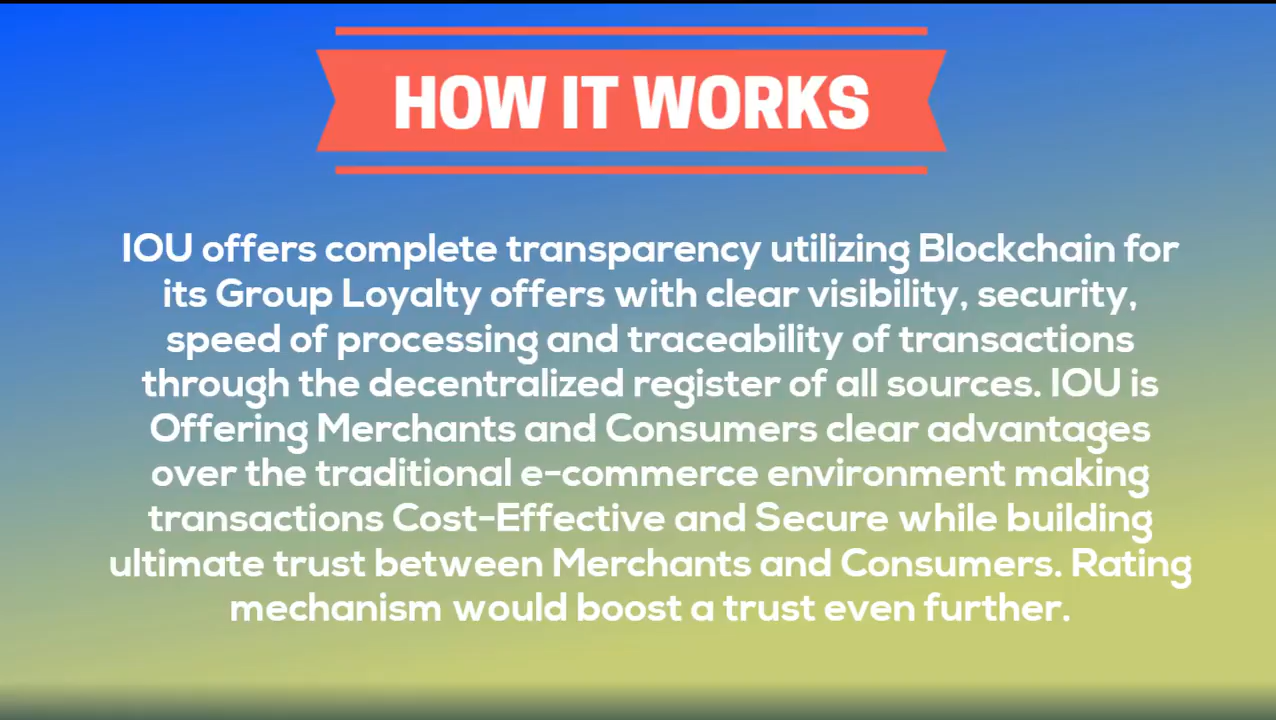 HOW IT WORKS
IOU offers complete transparency utilizing Blockchain for
its Group Loyalty offers with clear visibility, security,
speed of processing and traceability of transactions
through the decentralized register of all sources. IOU is
Offering Merchants and Consumers clear advantages
over the traditional e-commerce environment making
transactions Cost-Effective and Secure while building
ultimate trust between Merchants and Consumers. Rating
mechanism would boost a trust even further.